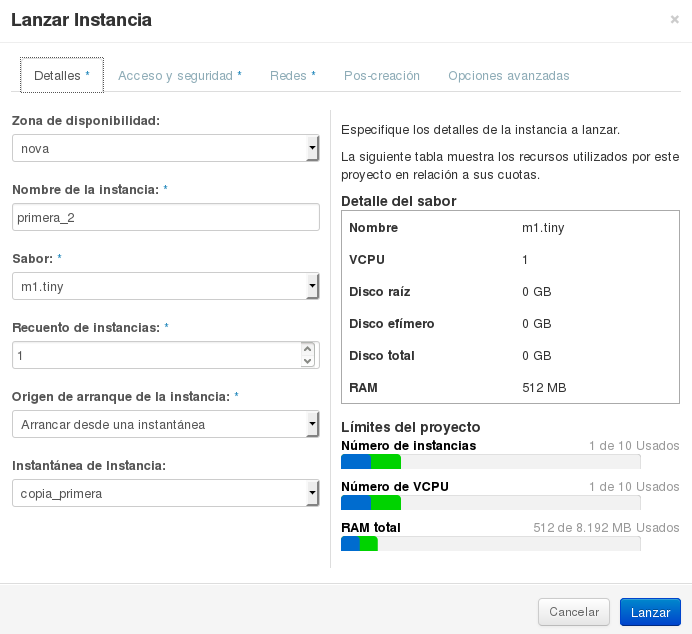 Lanzar Instancia
×
Detalles *
Acceso y seguridad *
Redes *
Pos-creación
Opciones avanzadas
Zona de disponibilidad:
nova
Nombre de la instancia: *
primera_2
Sabor: *
m1.tiny
Recuento de instancias: *
1
Origen de arranque de la instancia: *
Arrancar desde una instantánea
Instantánea de Instancia:
copia_primera
Especifique los detalles de la instancia a lanzar.
La siguiente tabla muestra los recursos utilizados por este
proyecto en relación a sus cuotas.
Detalle del sabor
Nombre m1.tiny
VCPU 1
Disco raíz 0 GB
Disco efímero 0 GB
Disco total 0 GB
RAM 512 MB
Límites del proyecto
Número de instancias 1 de 10 Usados
Número de VCPU 1 de 10 Usados
RAM total 512 de 8.192 MB Usados
Cancelar
Lanzar